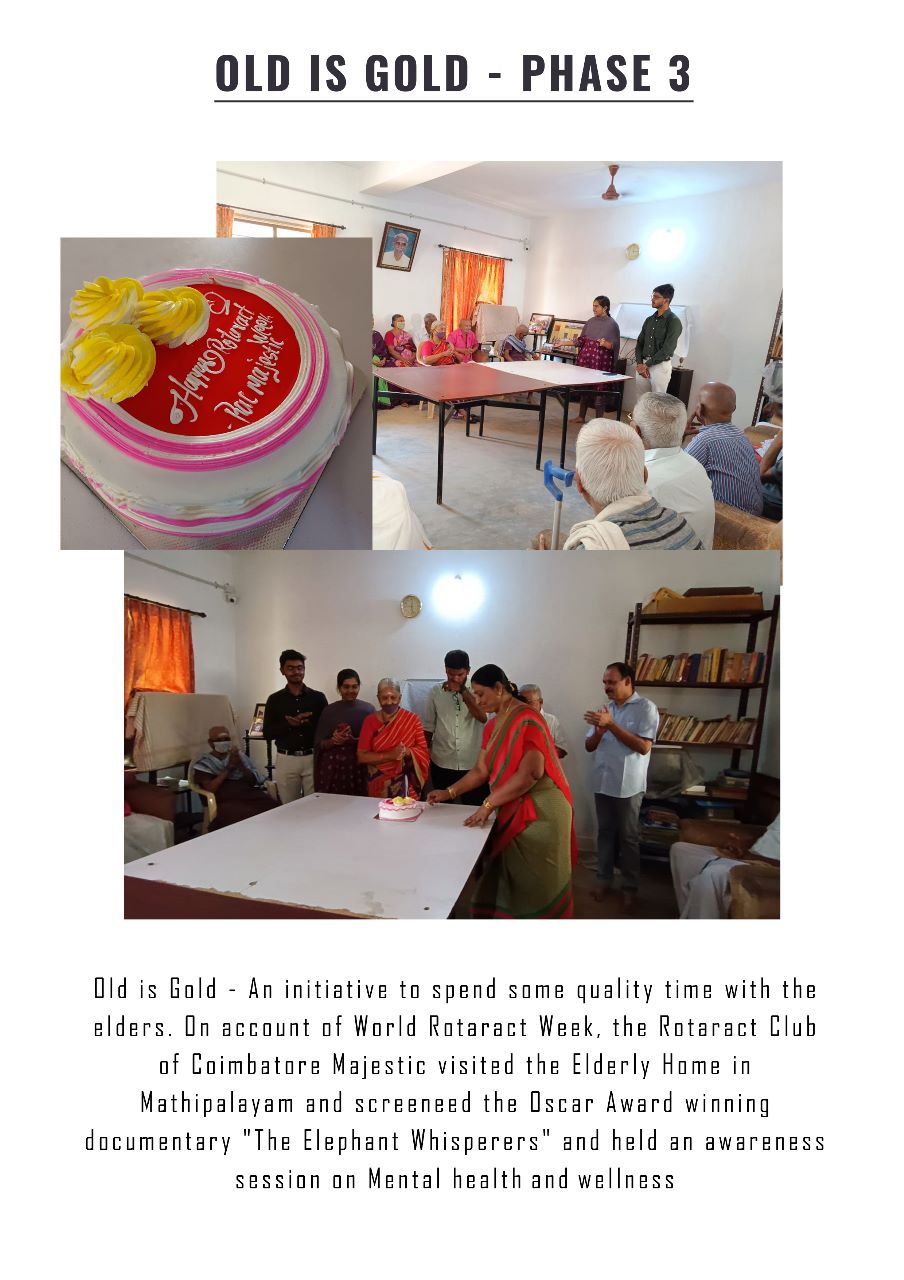 OLD IS GOLD - PHASE 3
Happy Rotaract
Week
- Rac Majestic
Old is Gold - An initiative to spend some quality time with the
elders. On account of World Rotaract Week, the Rotaract Club
of Coimbatore Majestic visited the Elderly Home in
Mathipalayam and screeneed the Oscar Award winning
documentary "The Elephant Whisperers" and held an awareness
session on Mental health and wellness